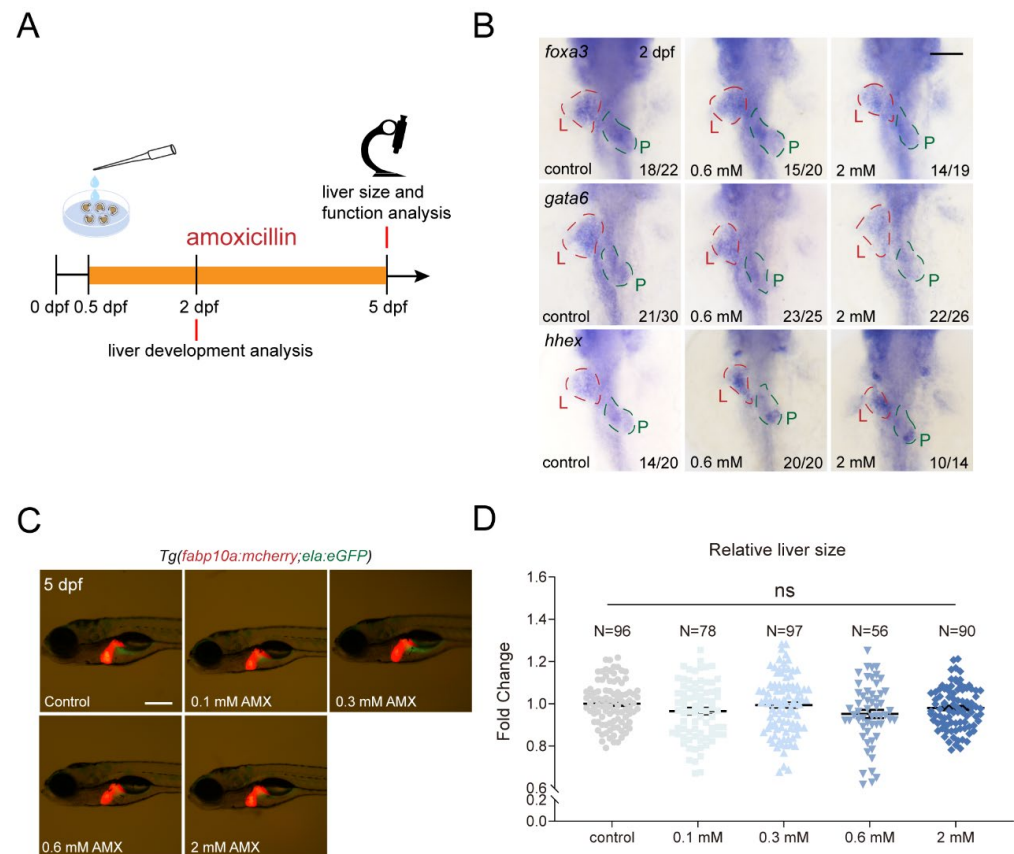 A
amoxicillin
liver size and
function analysis
0 dpf
0.5 dpf
2 dpf
5 dpf
liver development analysis
B
foxa3
2 dpf
L
P
control
18/22
L
P
0.6 mM
15/20
L
P
2 mM
14/19
gata6
L
P
control
21/30
L
P
0.6 mM
23/25
L
P
2 mM
22/26
hhex
L
P
control
14/20
L
P
0.6 mM
20/20
L
P
2 mM
10/14
C
Tg(fabp10a:mcherry;ela:eGFP)
5 dpf
Control
0.1 mM AMX
0.3 mM AMX
0.6 mM AMX
2 mM AMX
D
Relative liver size
Fold Change
1.6
1.4
1.2
1.0
0.8
0.6
0.2
0.0
ns
N=96
N=78
N=97
N=56
N=90
control
0.1 mM
0.3 mM
0.6 mM
2 mM